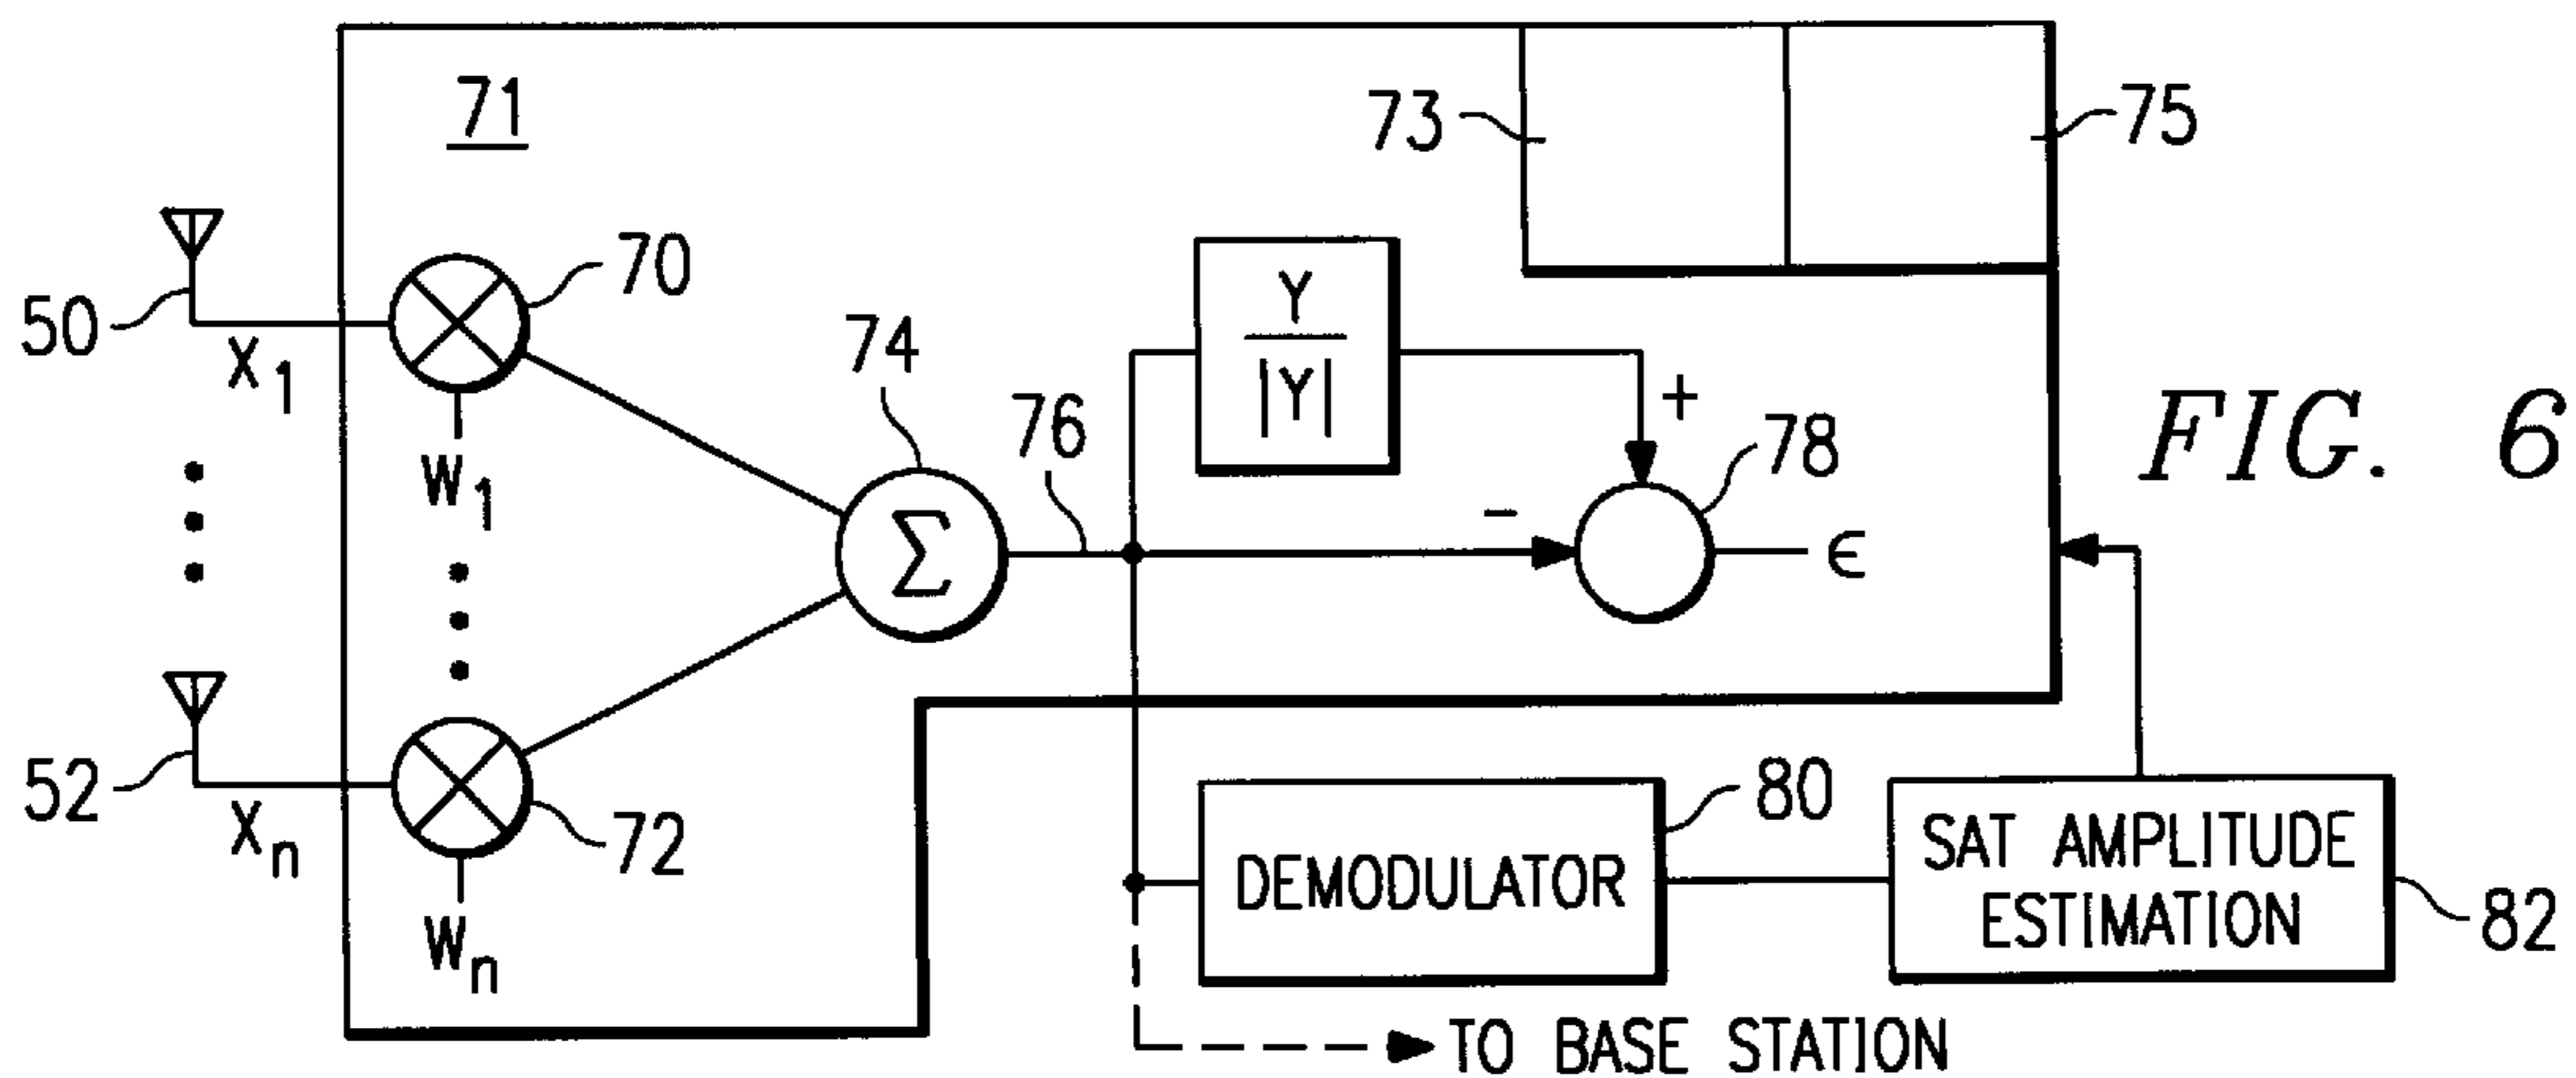 71
73
75
50
X1
70
W1
74
76
Y
|Y|
+
-
78
ϵ
FIG. 6
52
Xn
72
Wn
80
DEMODULATOR
SAT AMPLITUDE
ESTIMATION
82
TO BASE STATION